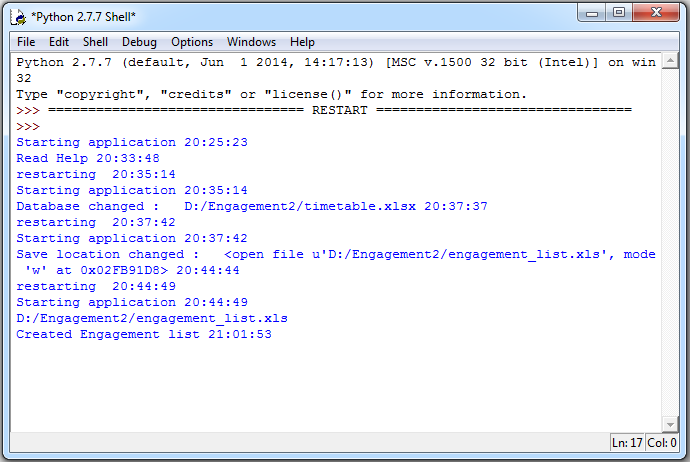 *Python 2.7.7 Shell*
File Edit Shell Debug Options Windows Help
Python 2.7.7 (default, Jun  1 2014, 14:17:13) [MSC v.1500 32 bit (Intel)] on win
32
Type "copyright", "credits" or "license()" for more information.
>>> ================================ RESTART ================================
>>>
Starting application 20:25:23
Read Help 20:33:48
restarting  20:35:14
Starting application 20:35:14
Database changed :   D:/Engagement2/timetable.xlsx 20:37:37
restarting  20:37:42
Starting application 20:37:42
Save location changed :   <open file u'D:/Engagement2/engagement_list.xls', mode
 'w' at 0x02FB91D8> 20:44:44
restarting  20:44:49
Starting application 20:44:49
D:/Engagement2/engagement_list.xls
Created Engagement list 21:01:53
Ln: 17 Col: 0